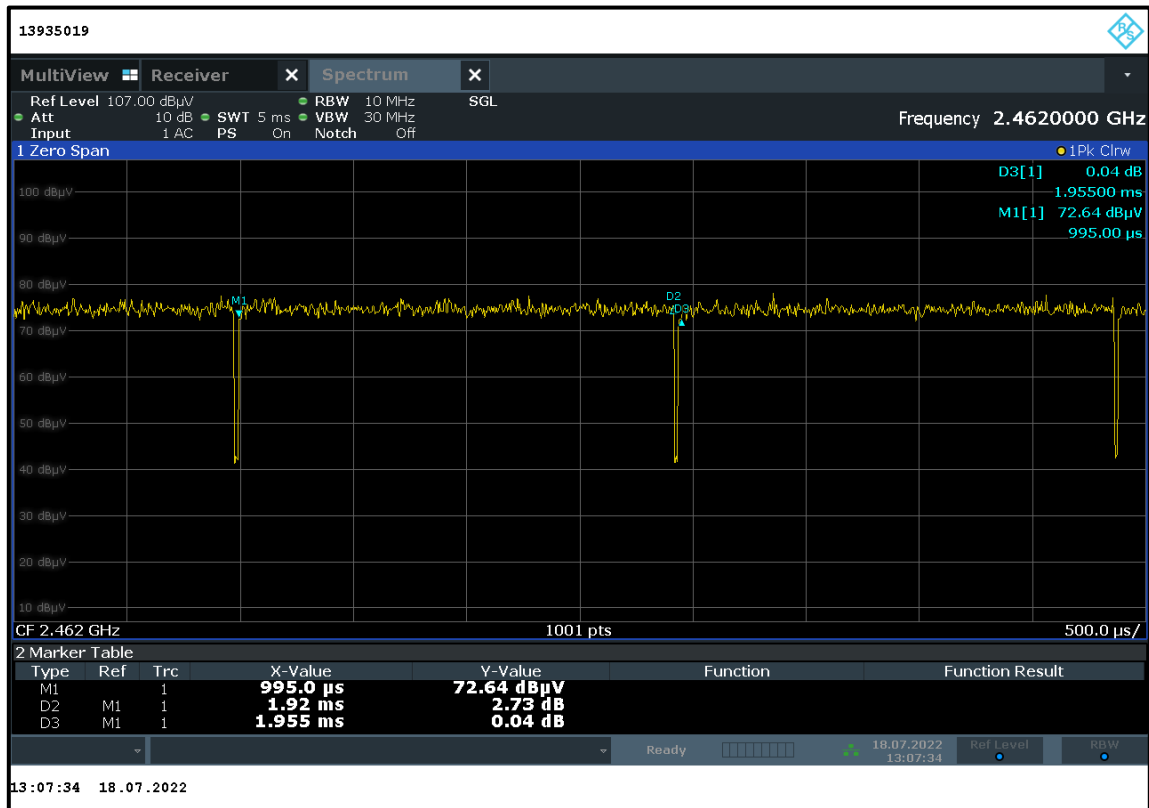 13935019
R&S
MultiView Receiver X Spectrum X
Ref Level 107.00 dBµV RBW 10 MHz SGL
Att 10 dB SWT 5 ms VBW 30 MHz
Input 1 AC PS On Notch Off
Frequency 2.4620000 GHz
1 Zero Span 1Pk Clrw
D3[1] 0.04 dB
1.95500 ms
M1[1] 72.64 dBµV
995.00 µs
100 dBµV
90 dBµV
80 dBµV
M1 D2
D3
70 dBµV
60 dBµV
50 dBµV
40 dBµV
30 dBµV
20 dBµV
10 dBµV
CF 2.462 GHz 1001 pts 500.0 µs/
2 Marker Table
Type Ref Trc X-Value Y-Value Function Function Result
M1 1 995.0 µs 72.64 dBµV
D2 M1 1 1.92 ms 2.73 dB
D3 M1 1 1.955 ms 0.04 dB
Ready 18.07.2022 Ref Level RBW
13:07:34
13:07:34 18.07.2022